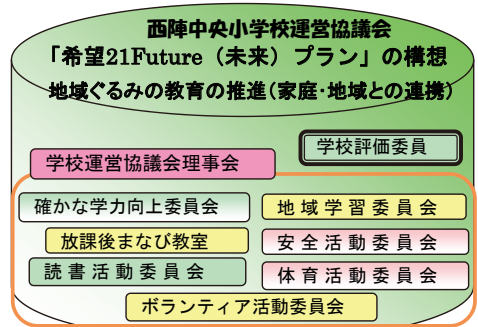 西陣中央小学校運営協議会
「希望21Future（未来）プラン」の構想
地域ぐるみの教育の推進（家庭・地域との連携）
学校評価委員
学校運営協議会理事会
確かな学力向上委員会
地域学習委員会
放課後まなび教室
安全活動委員会
読書活動委員会
体育活動委員会
ボランティア活動委員会